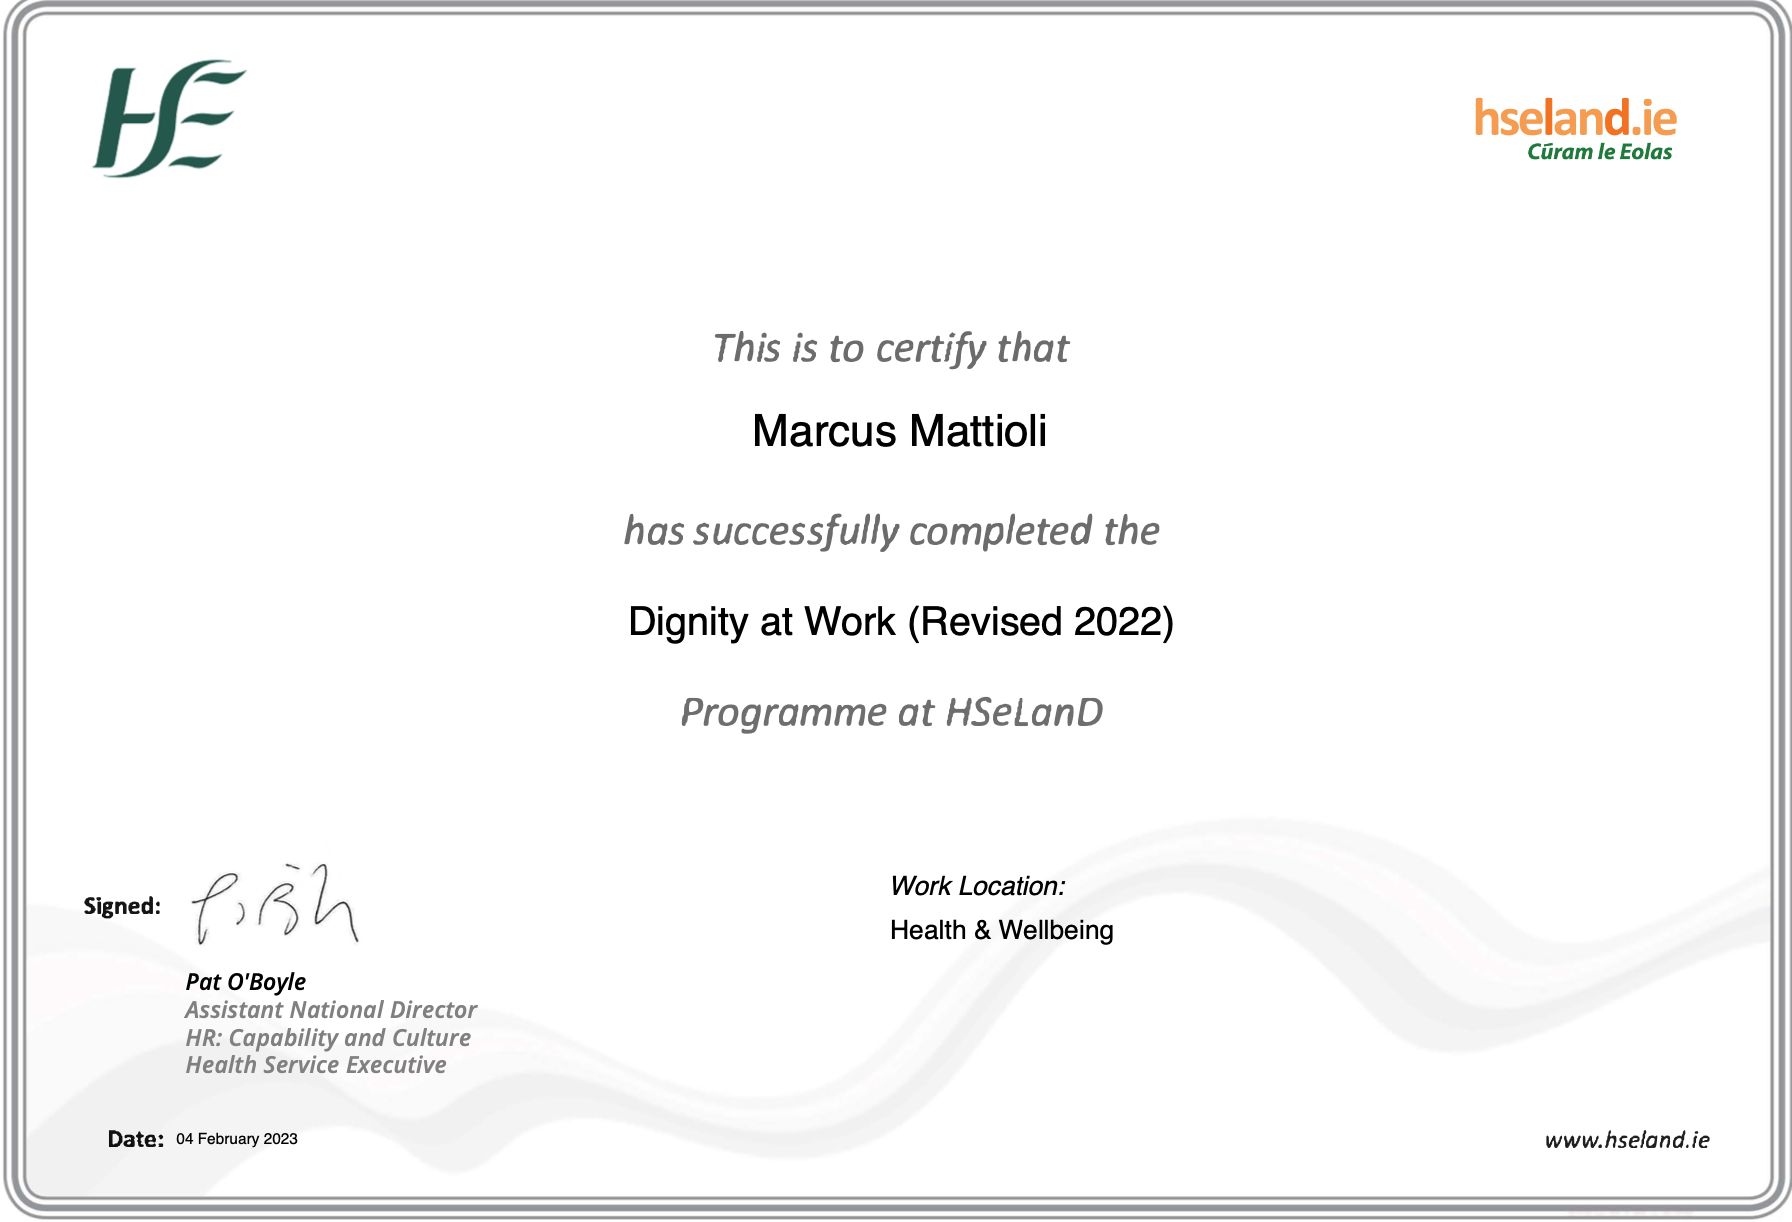 HSE
hseland.ie
Cúram le Eolas
This is to certify that
Marcus Mattioli
has successfully completed the
Dignity at Work (Revised 2022)
Programme at HSeLanD
Signed:
Pat O'Boyle
Assistant National Director
HR: Capability and Culture
Health Service Executive
Work Location:
Health & Wellbeing
Date: 04 February 2023
www.hseland.ie